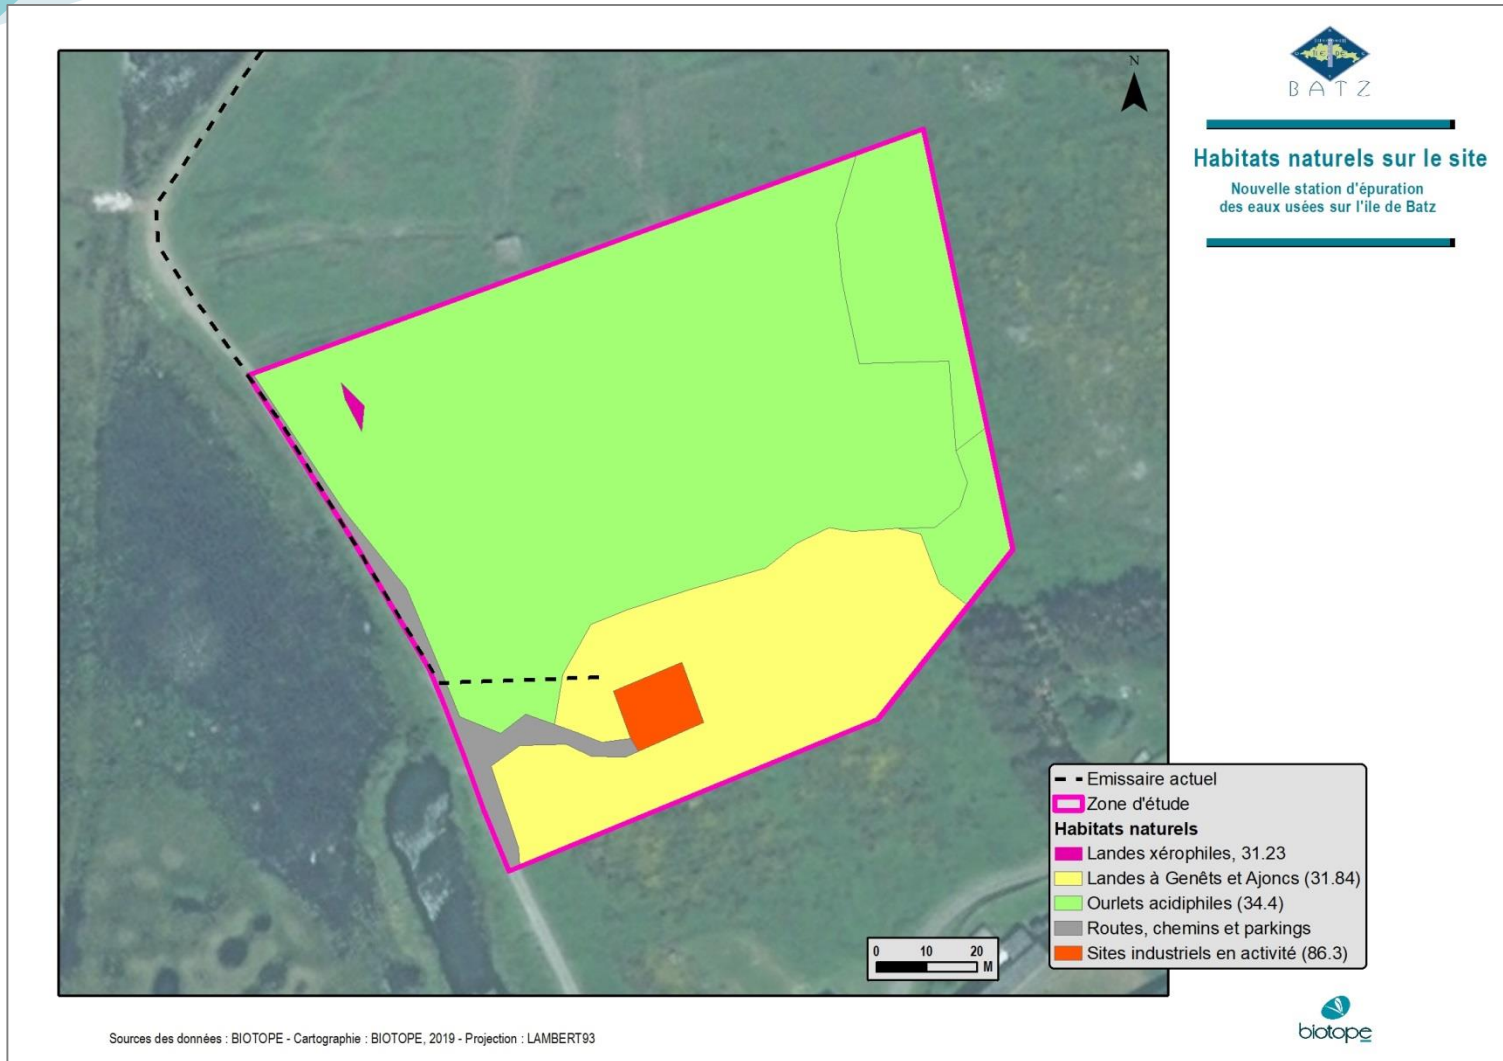 N
BATZ
Habitats naturels sur le site
Nouvelle station d'épuration
des eaux usées sur l'ile de Batz
Emissaire actuel
Zone d'étude
Habitats naturels
Landes xérophiles, 31.23
Landes à Genêts et Ajoncs (31.84)
Ourlets acidiphiles (34.4)
Routes, chemins et parkings
Sites industriels en activité (86.3)
0 10 20
M
Sources des données : BIOTOPE - Cartographie : BIOTOPE, 2019 - Projection : LAMBERT93
biotope